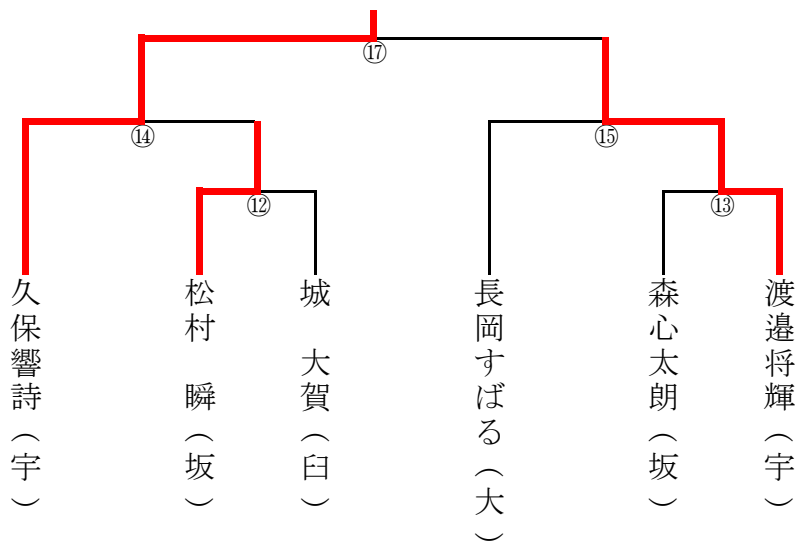 ⑰
⑭
⑮
⑫
⑬
久保響詩（宇）
松村　瞬（坂）
城　大賀（臼）
長岡すばる（大）
森心太朗（坂）
渡邉将輝（宇）